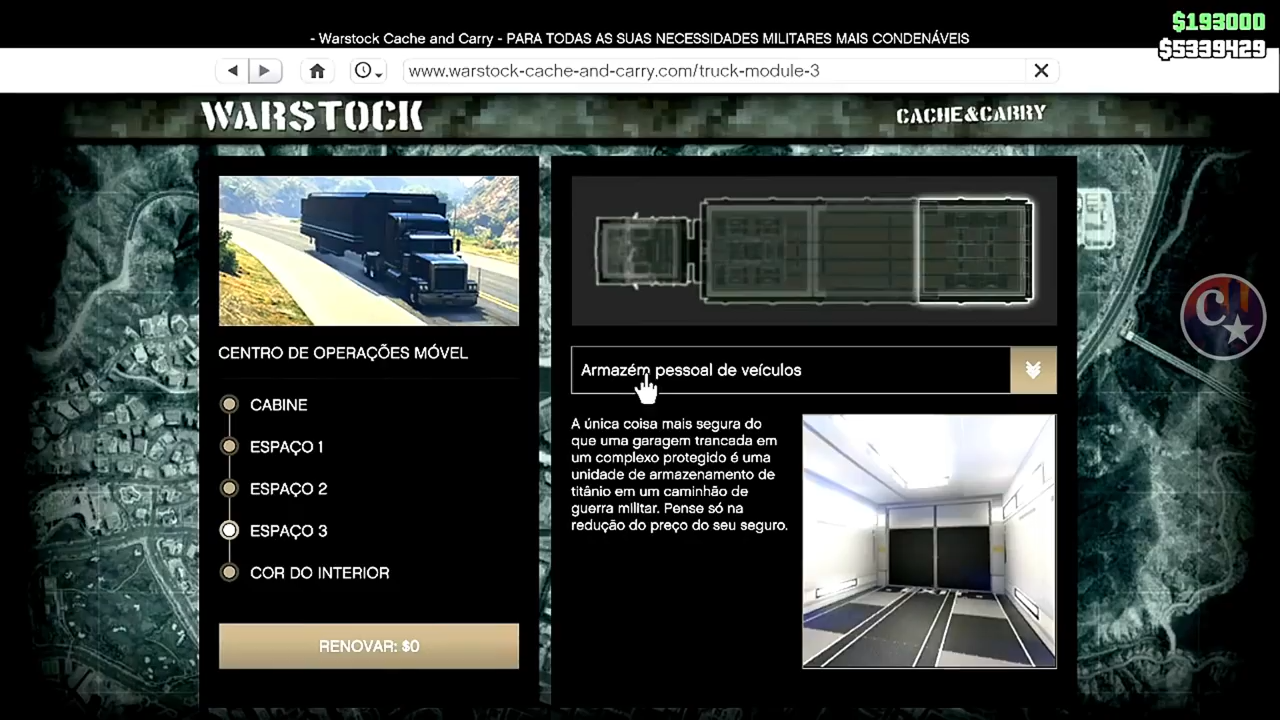 $193000
$5339429
- Warstock Cache and Carry - PARA TODAS AS SUAS NECESSIDADES MILITARES MAIS CONDENÁVEIS
www.warstock-cache-and-carry.com/truck-module-3
WARSTOCK
CACHE&CARRY
CENTRO DE OPERAÇÕES MÓVEL
CABINE
ESPAÇO 1
ESPAÇO 2
ESPAÇO 3
COR DO INTERIOR
RENOVAR: $0
Armazém pessoal de veículos
A única coisa mais segura do
que uma garagem trancada em
um complexo protegido é uma
unidade de armazenamento de
titânio em um caminhão de
guerra militar. Pense só na
redução do preço do seu seguro.
C